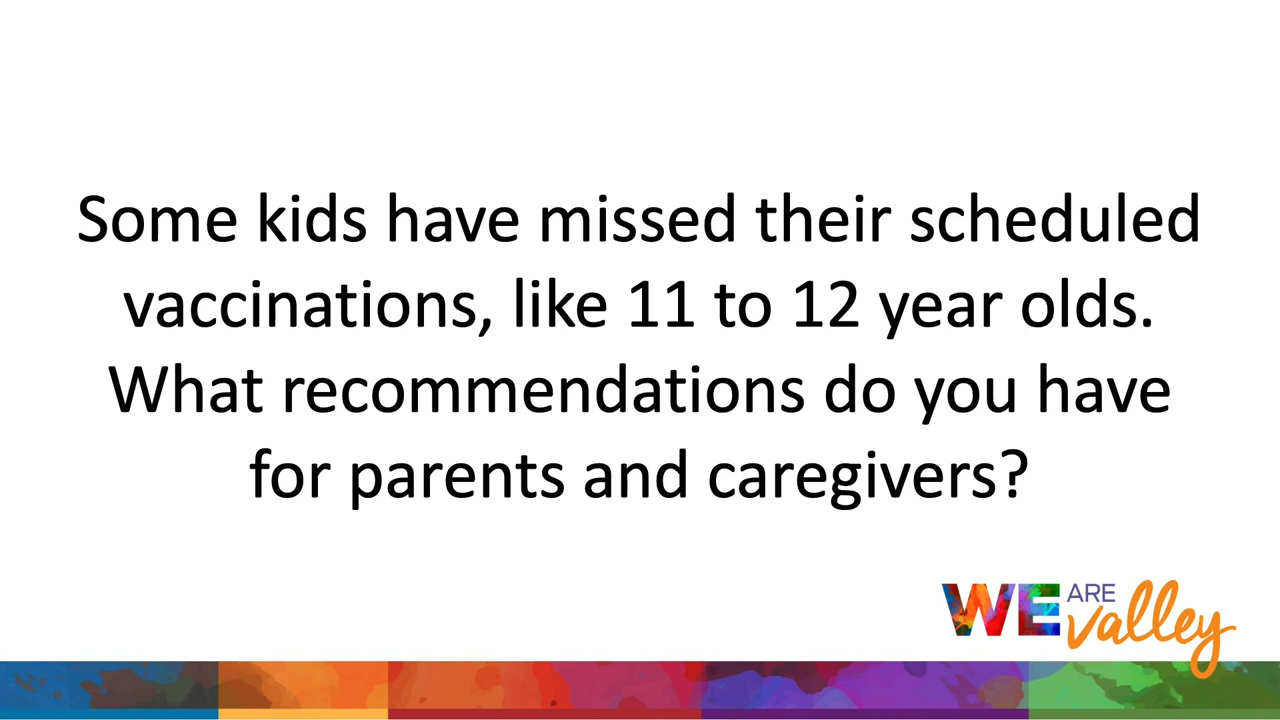 Some kids have missed their scheduled
vaccinations, like 11 to 12 year olds.
What recommendations do you have
for parents and caregivers?
WE ARE valley